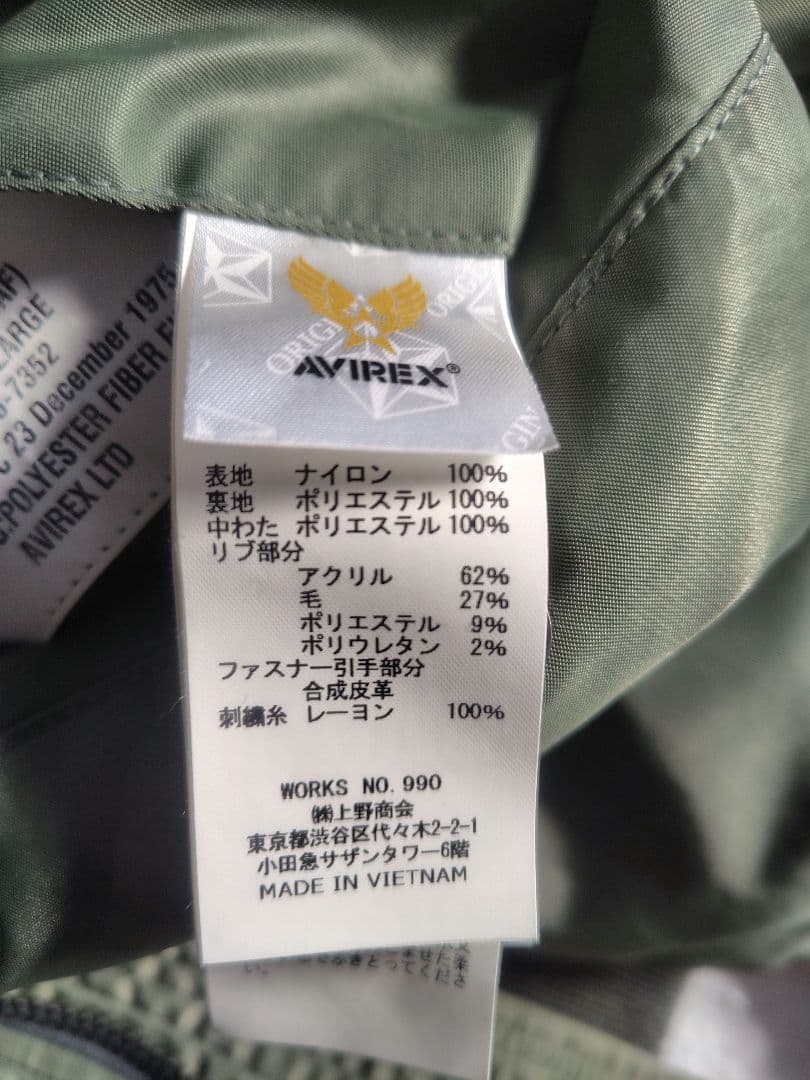 AF)
LARGE
-7352
C 23 December 1975
POLYESTER FIBER
AVIREX LTD
ORIGIN
ORIGI
GIN
AVIREX®
表地 ナイロン 100%
裏地 ポリエステル 100%
中わた ポリエステル 100%
リブ部分
アクリル 62%
毛 27%
ポリエステル 9%
ポリウレタン 2%
ファスナー引手部分
合成皮革
刺繍糸 レーヨン 100%
WORKS NO. 990
㈱上野商会
東京都渋谷区代々木2-2-1
小田急サザンタワー6階
MADE IN VIETNAM